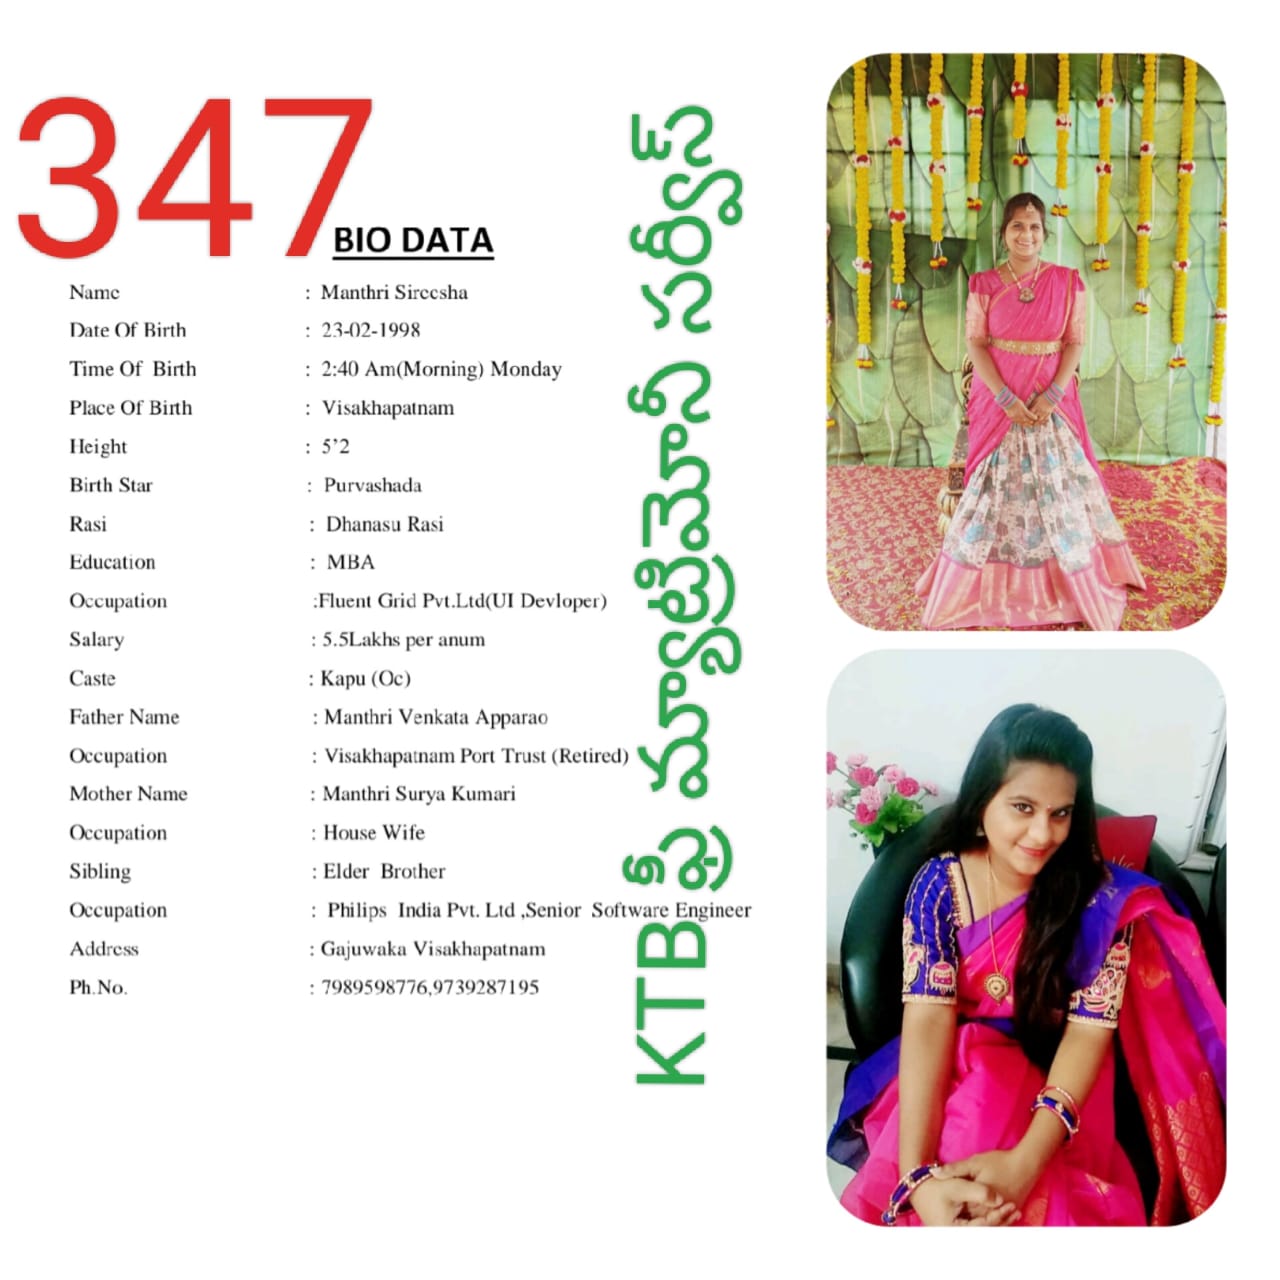 347
BIO DATA
Name : Manthri Sireesha
Date Of Birth : 23-02-1998
Time Of Birth : 2:40 Am(Morning) Monday
Place Of Birth : Visakhapatnam
Height : 5’2
Birth Star : Purvashada
Rasi : Dhanasu Rasi
Education : MBA
Occupation :Fluent Grid Pvt.Ltd(UI Devloper)
Salary : 5.5Lakhs per anum
Caste : Kapu (Oc)
Father Name : Manthri Venkata Apparao
Occupation : Visakhapatnam Port Trust (Retired)
Mother Name : Manthri Surya Kumari
Occupation : House Wife
Sibling : Elder Brother
Occupation : Philips India Pvt. Ltd ,Senior Software Engineer
Address : Gajuwaka Visakhapatnam
Ph.No. : 7989598776,9739287195
KTBశ్రీ మ్యాట్రిమోనీ సర్వీస్